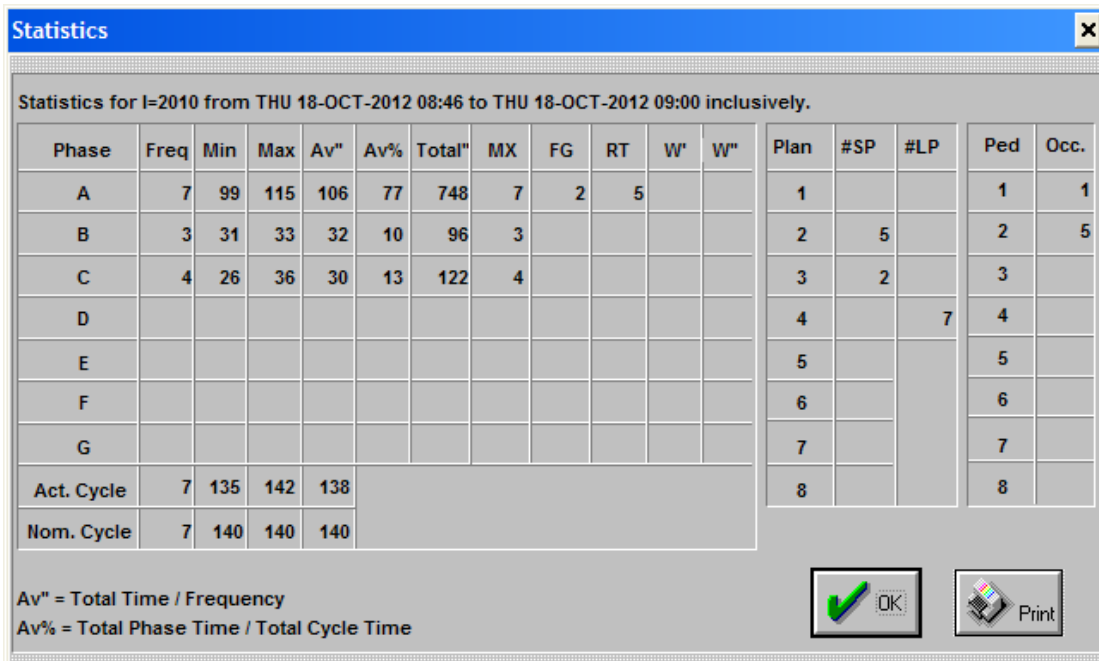 Statistics
Statistics for I=2010 from THU 18-OCT-2012 08:46 to THU 18-OCT-2012 09:00 inclusively.
Phase Freq Min Max Av" Av% Total" MX FG RT W' W" Plan #SP #LP Ped Occ.
A 7 99 115 106 77 748 7 2 5 1 1 1
B 3 31 33 32 10 96 3 2 5 2 5
C 4 26 36 30 13 122 4 3 2 3
D 4 7 4
E 5 5
F 6 6
G 7 7
Act. Cycle 7 135 142 138 8 8
Nom. Cycle 7 140 140 140
Av" = Total Time / Frequency
Av% = Total Phase Time / Total Cycle Time
OK
Print